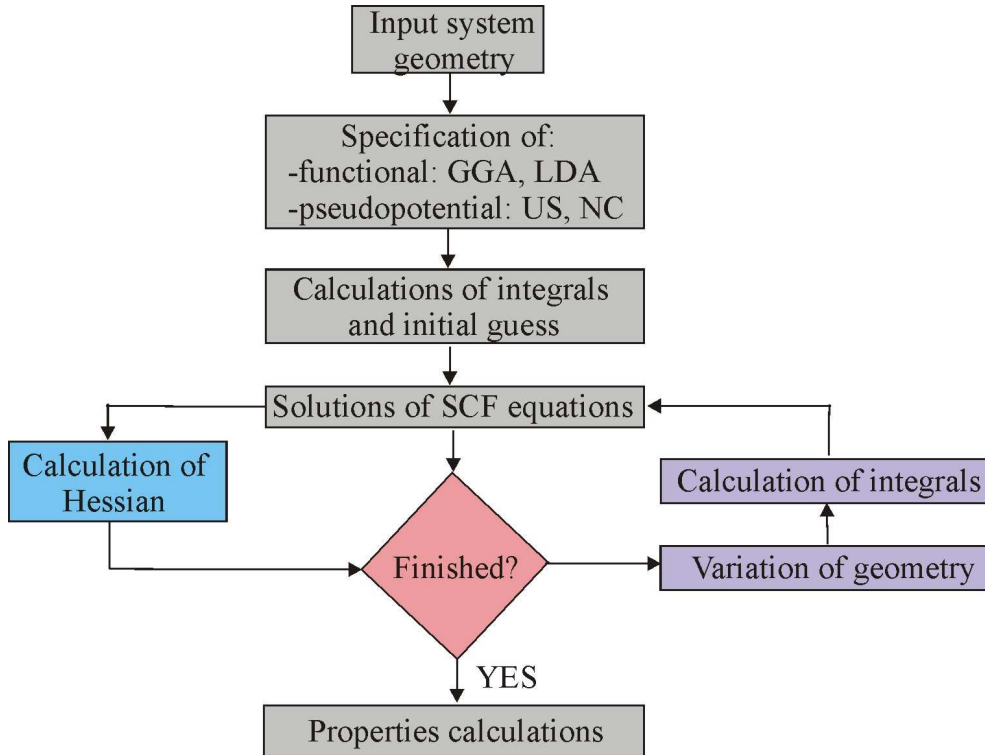 Input system
geometry
Specification of:
-functional: GGA, LDA
-pseudopotential: US, NC
Calculations of integrals
and initial guess
Solutions of SCF equations
Calculation of
Hessian
Finished?
Calculation of integrals
Variation of geometry
YES
Properties calculations